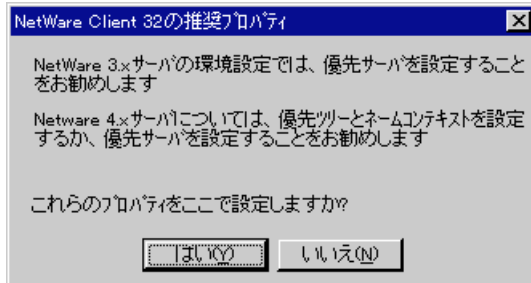 NetWare Client 32の推奨ﾌﾟﾛﾊﾟﾃｨ
NetWare 3.xｻｰﾊﾞの環境設定では、優先ｻｰﾊﾞを設定すること
をお勧めします
Netware 4.xｻｰﾊﾞについては、優先ﾂﾘｰとﾈｰﾑｺﾝﾃｷｽﾄを設定
するか、優先ｻｰﾊﾞを設定することをお勧めします
これらのﾌﾟﾛﾊﾟﾃｨをここで設定しますか?
はい(Y)
いいえ(N)